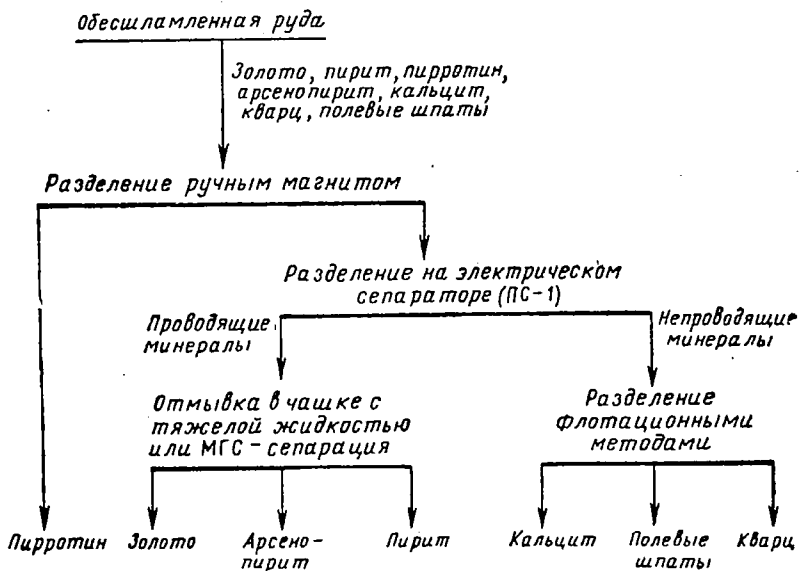 Обесшламленная руда
Золото, пирит, пирротин,
арсенопирит, кальцит,
кварц, полевые шпаты
Разделение ручным магнитом
Разделение на электрическом
сепараторе (ПС-1)
Проводящие
минералы
Непроводящие
минералы
Отмывка в чашке с
тяжелой жидкостью
или МГС-сепарация
Разделение
флотационными
методами
Пирротин
Золото
Арсено-
пирит
Пирит
Кальцит
Полевые
шпаты
Кварц